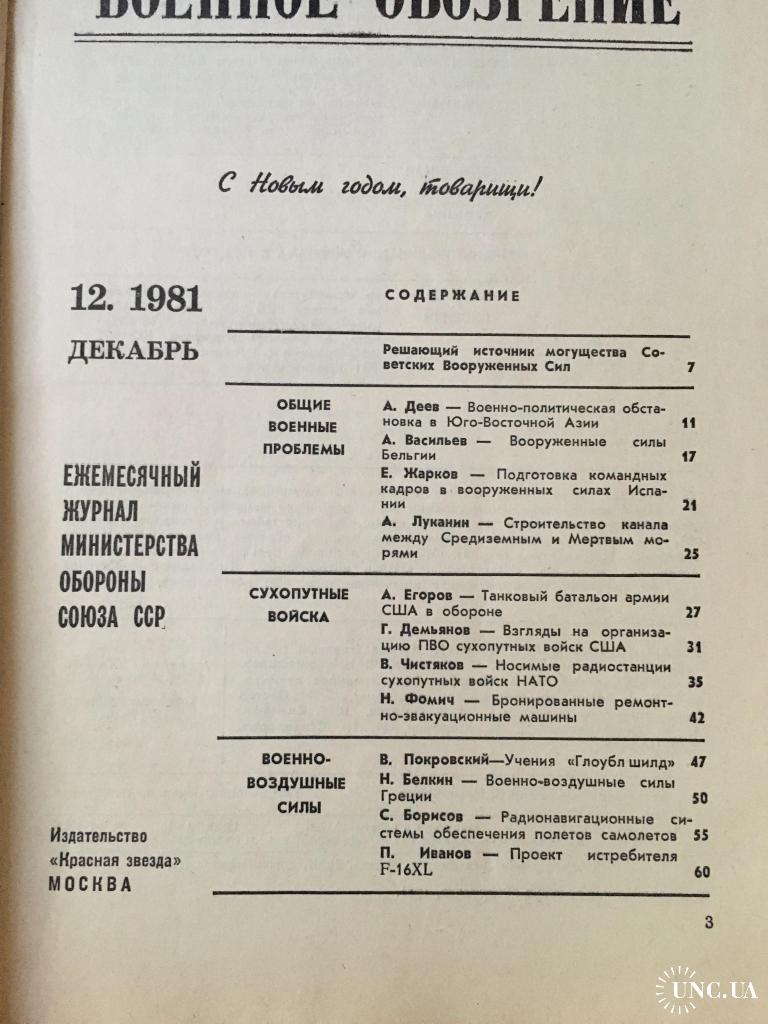 ВОЕННОЕ ОБОЗРЕНИЕ
С Новым годом, товарищи!
12. 1981
ДЕКАБРЬ
ЕЖЕМЕСЯЧНЫЙ
ЖУРНАЛ
МИНИСТЕРСТВА
ОБОРОНЫ
СОЮЗА ССР
Издательство
«Красная звезда»
МОСКВА
СОДЕРЖАНИЕ
Решающий источник могущества Со-
ветских Вооруженных Сил 7
ОБЩИЕ
ВОЕННЫЕ
ПРОБЛЕМЫ
А. Деев — Военно-политическая обста-
новка в Юго-Восточной Азии 11
А. Васильев — Вооруженные силы
Бельгии 17
Е. Жарков — Подготовка командных
кадров в вооруженных силах Испа-
нии 21
А. Луканин — Строительство канала
между Средиземным и Мертвым мо-
рями 25
СУХОПУТНЫЕ
ВОЙСКА
А. Егоров — Танковый батальон армии
США в обороне 27
Г. Демьянов — Взгляды на организа-
цию ПВО сухопутных войск США 31
В. Чистяков — Носимые радиостанции
сухопутных войск НАТО 35
Н. Фомич — Бронированные ремонт-
но-эвакуационные машины 42
ВОЕННО-
ВОЗДУШНЫЕ
СИЛЫ
В. Покровский—Учения «Глоубл шилд» 47
Н. Белкин — Военно-воздушные силы
Греции 50
С. Борисов — Радионавигационные си-
стемы обеспечения полетов самолетов 55
П. Иванов — Проект истребителя
F-16XL 60
3
UNC.UA